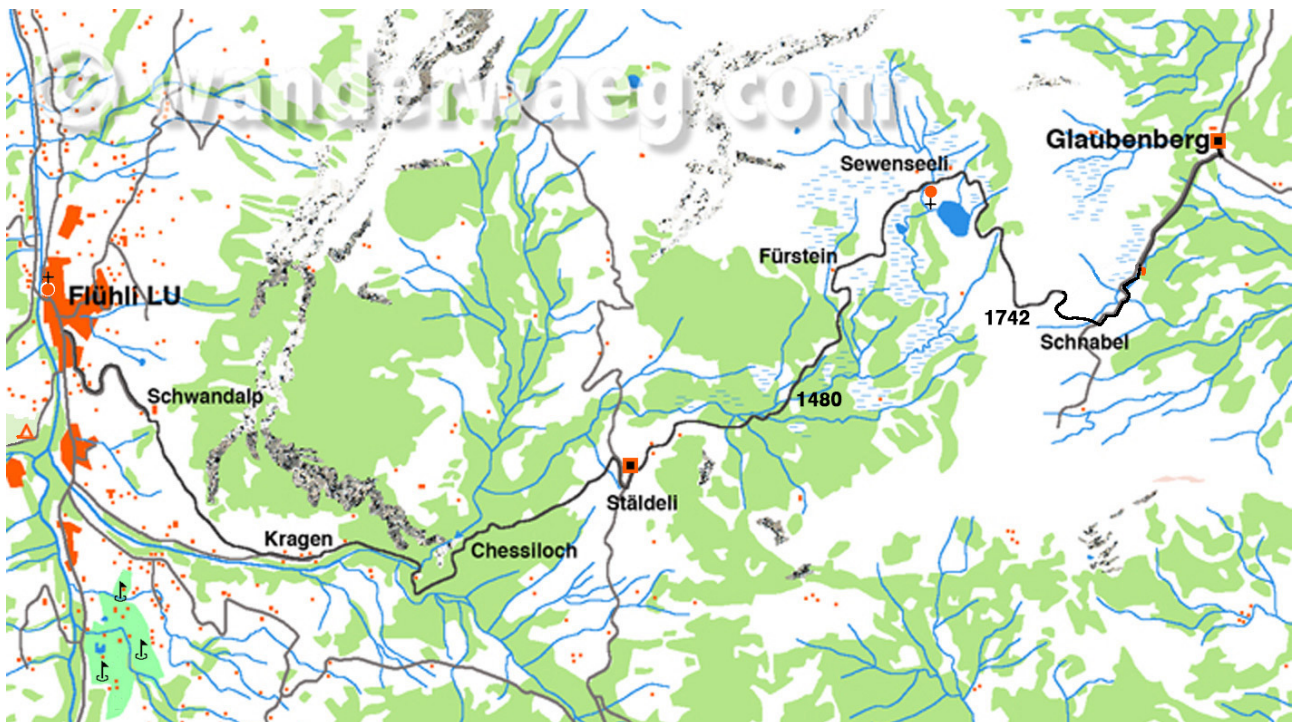 © wanderwaeg.com
Glaubenberg
Sewenseeli
Fürstein
Flühli LU
1742
Schnabel
Schwandalp
1480
Stäldeli
Kragen
Chessiloch